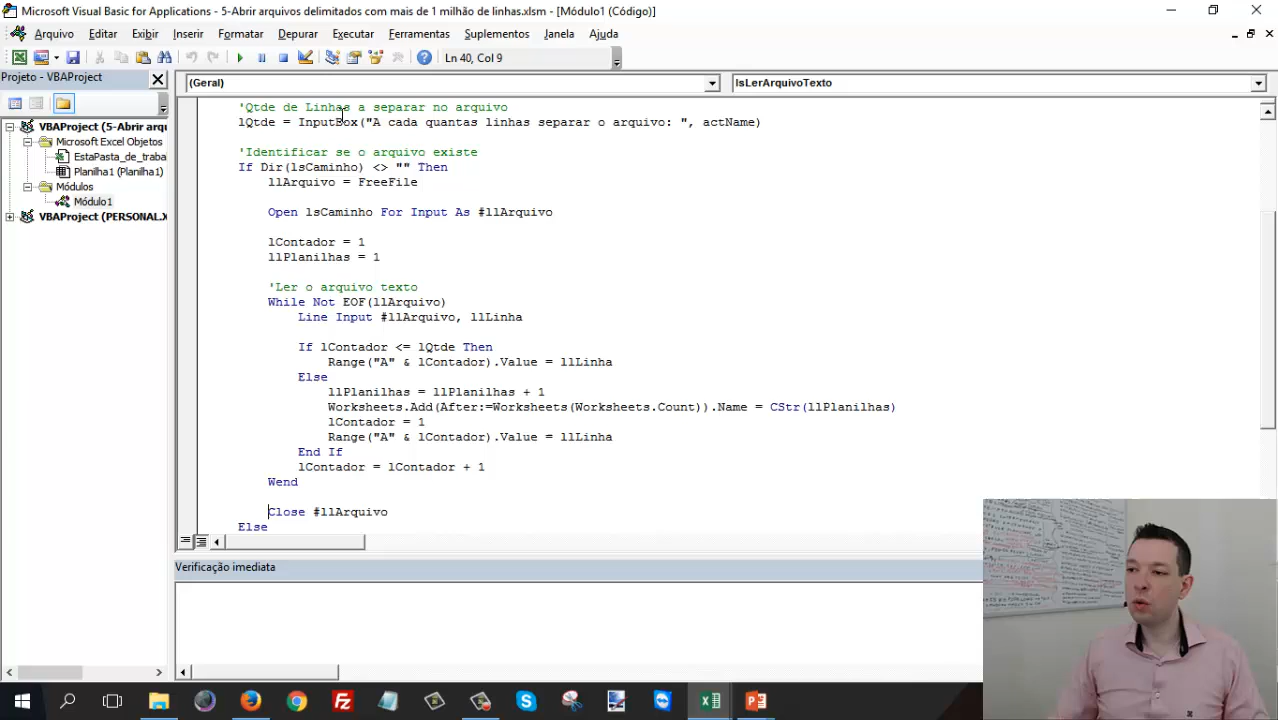 Microsoft Visual Basic for Applications - 5-Abrir arquivos delimitados com mais de 1 milhão de linhas.xlsm - [Módulo1 (Código)]
Arquivo Editar Exibir Inserir Formatar Depurar Executar Ferramentas Suplementos Janela Ajuda
Ln 40, Col 9
Projeto - VBAProject
(Geral)
lsLerArquivoTexto
VBAProject (5-Abrir arq
Microsoft Excel Objetos
EstaPasta_de_traba
Planilha1 (Planilha1)
Módulos
Módulo1
VBAProject (PERSONAL.X
'Qtde de Linhas a separar no arquivo
lQtde = InputBox("A cada quantas linhas separar o arquivo: ", actName)
'Identificar se o arquivo existe
If Dir(lsCaminho) <> "" Then
llArquivo = FreeFile
Open lsCaminho For Input As #llArquivo
lContador = 1
llPlanilhas = 1
'Ler o arquivo texto
While Not EOF(llArquivo)
Line Input #llArquivo, llLinha
If lContador <= lQtde Then
Range("A" & lContador).Value = llLinha
Else
llPlanilhas = llPlanilhas + 1
Worksheets.Add(After:=Worksheets(Worksheets.Count)).Name = CStr(llPlanilhas)
lContador = 1
Range("A" & lContador).Value = llLinha
End If
lContador = lContador + 1
Wend
Close #llArquivo
Else
Verificação imediata